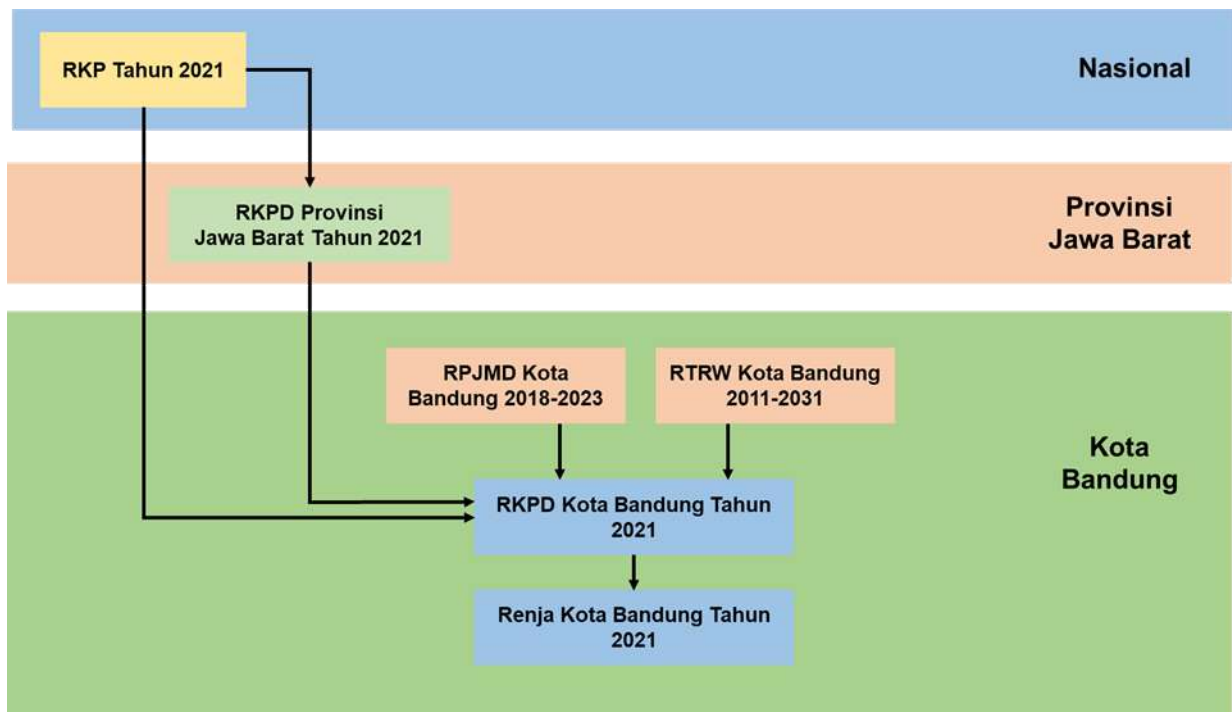 RKP Tahun 2021
Nasional
RKPD Provinsi
Jawa Barat Tahun 2021
Provinsi
Jawa Barat
RPJMD Kota
Bandung 2018-2023
RTRW Kota Bandung
2011-2031
Kota
Bandung
RKPD Kota Bandung Tahun
2021
Renja Kota Bandung Tahun
2021